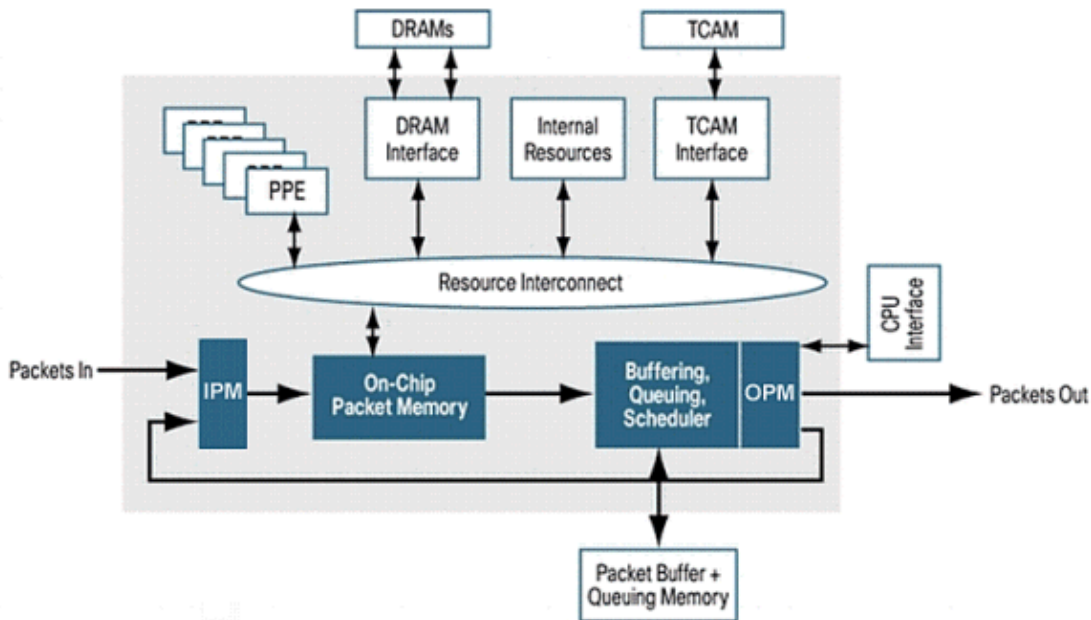 DRAMs
TCAM
DRAM
Interface
Internal
Resources
TCAM
Interface
PPE
Resource Interconnect
CPU
Interface
Packets In
IPM
On-Chip
Packet Memory
Buffering,
Queuing,
Scheduler
OPM
Packets Out
Packet Buffer +
Queuing Memory